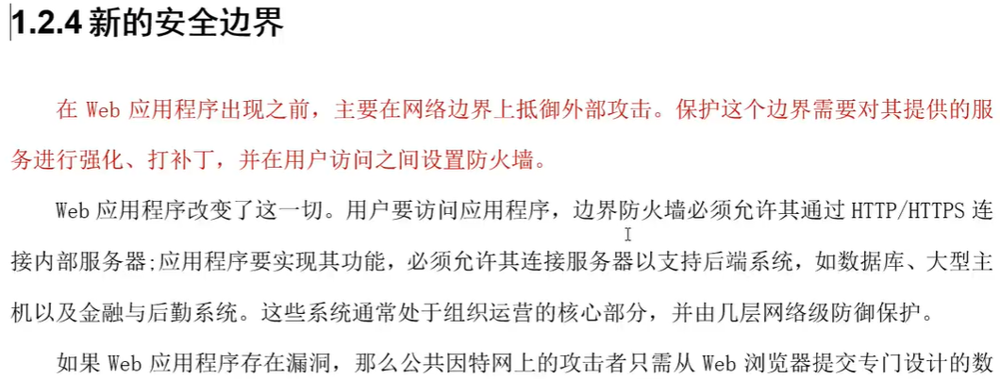 1.2.4新的安全边界
在 Web 应用程序出现之前，主要在网络边界上抵御外部攻击。保护这个边界需要对其提供的服
务进行强化、打补丁，并在用户访问之间设置防火墙。
Web 应用程序改变了这一切。用户要访问应用程序，边界防火墙必须允许其通过 HTTP/HTTPS 连
接内部服务器;应用程序要实现其功能，必须允许其连接服务器以支持后端系统，如数据库、大型主
机以及金融与后勤系统。这些系统通常处于组织运营的核心部分，并由几层网络级防御保护。
如果 Web 应用程序存在漏洞，那么公共因特网上的攻击者只需从 Web 浏览器提交专门设计的数